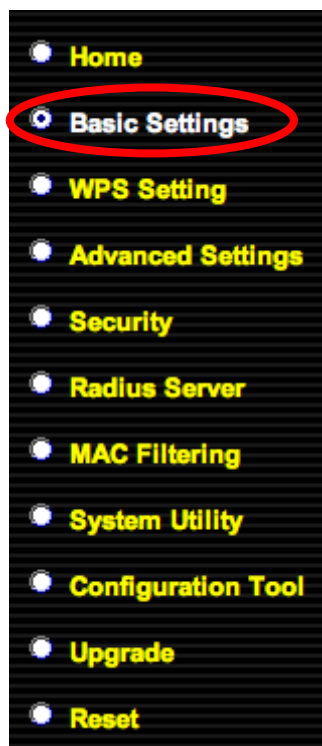 Home
Basic Settings
WPS Setting
Advanced Settings
Security
Radius Server
MAC Filtering
System Utility
Configuration Tool
Upgrade
Reset